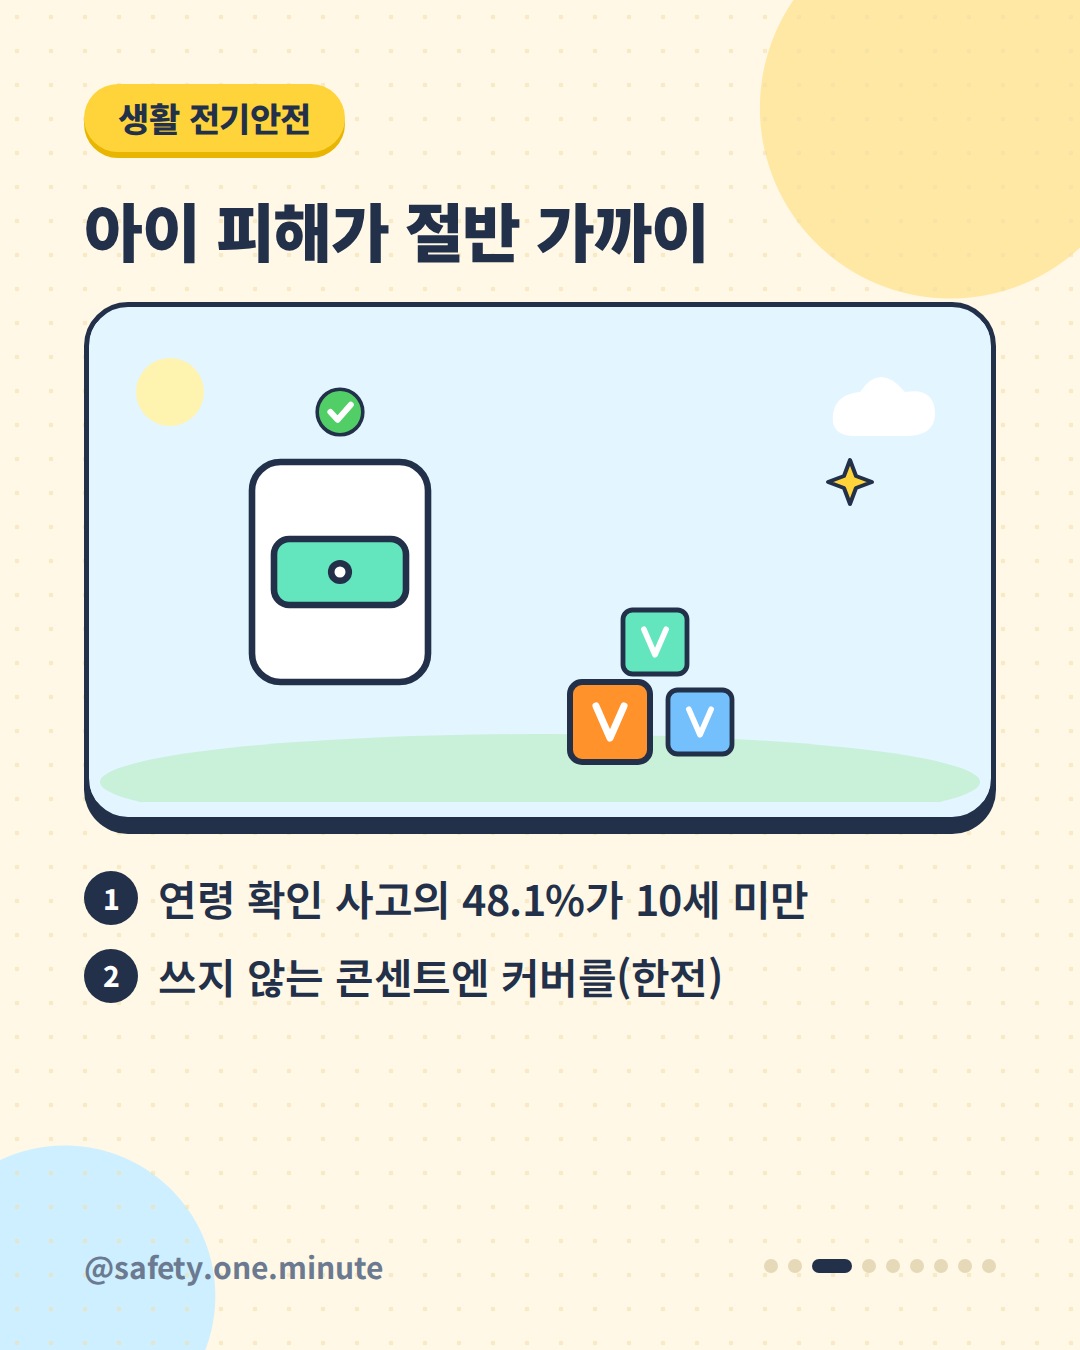 생활 전기안전
아이 피해가 절반 가까이
V
V
V
1 연령 확인 사고의 48.1%가 10세 미만
2 쓰지 않는 콘센트엔 커버를(한전)
@safety.one.minute